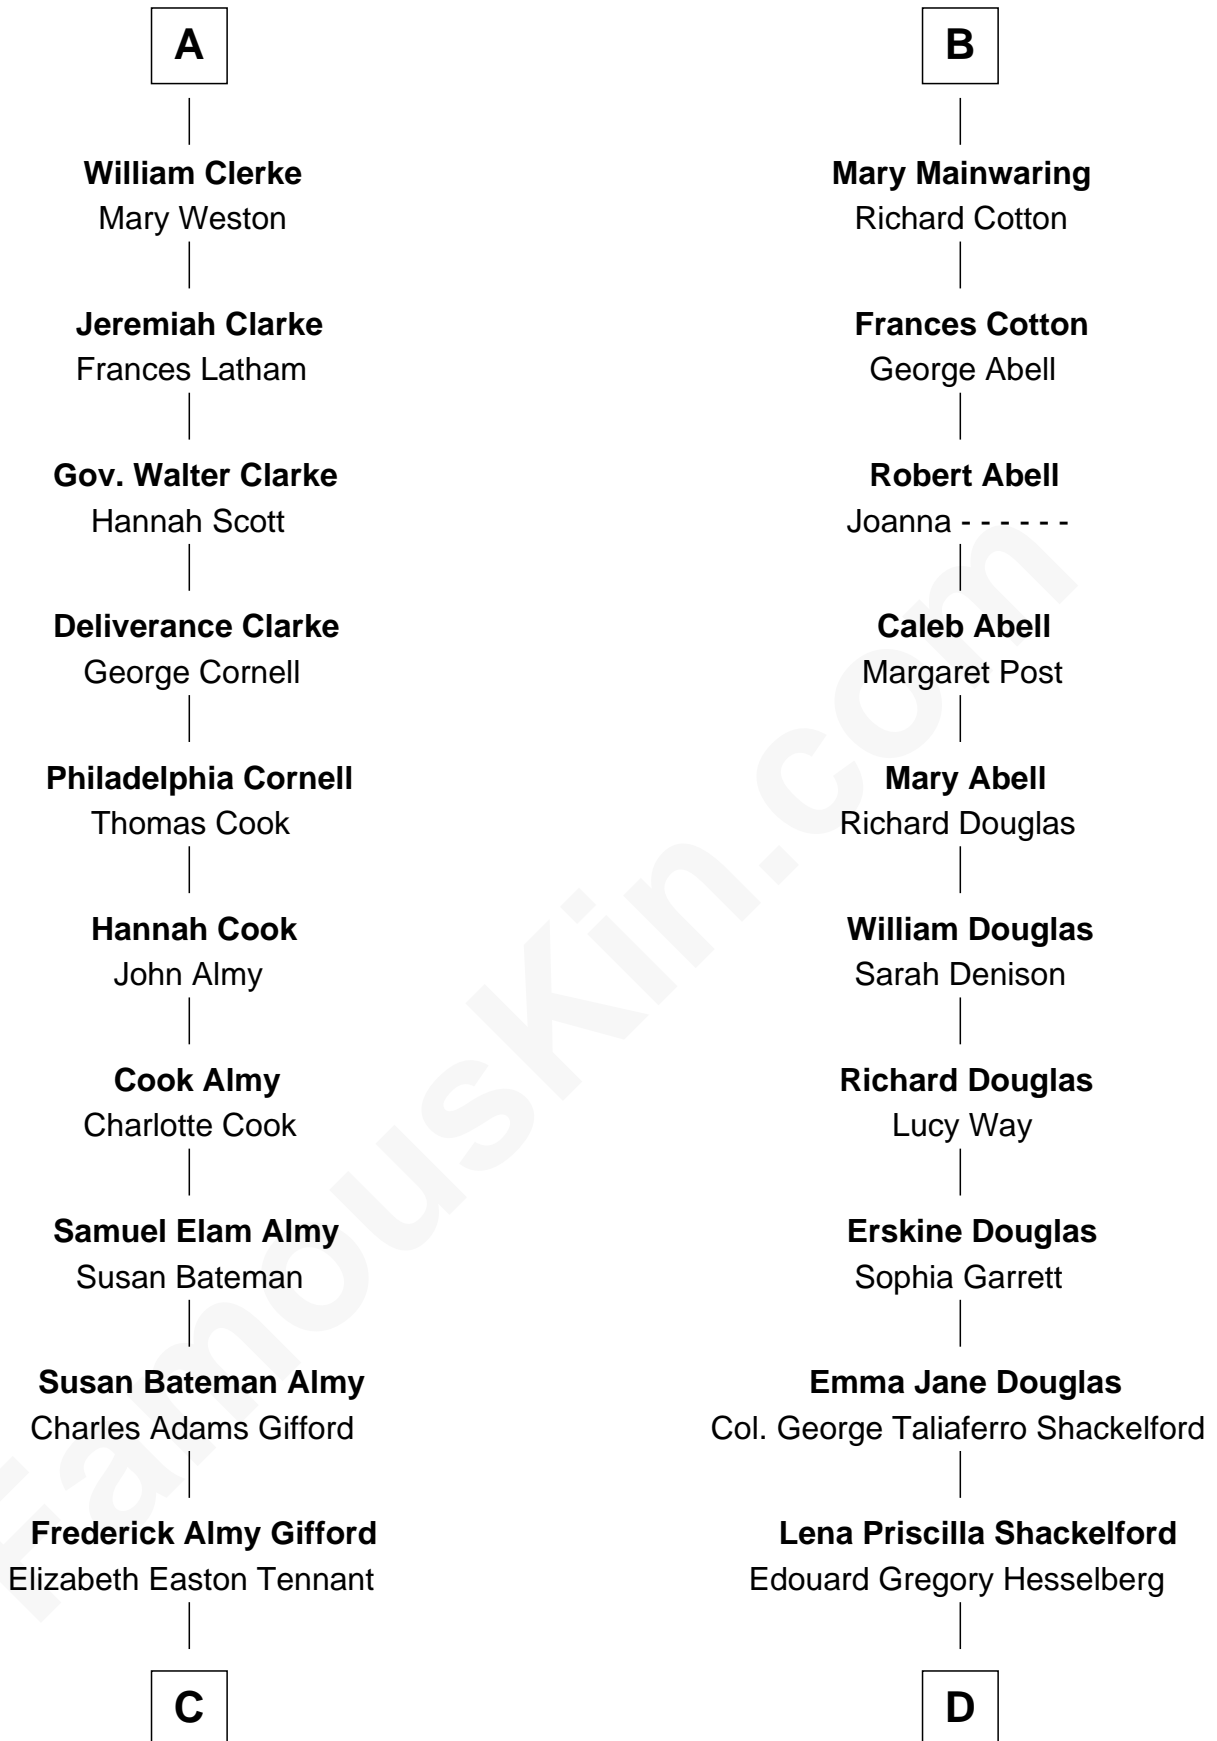 A
William Clerke
Mary Weston
Jeremiah Clarke
Frances Latham
Gov. Walter Clarke
Hannah Scott
Deliverance Clarke
George Cornell
Philadelphia Cornell
Thomas Cook
Hannah Cook
John Almy
Cook Almy
Charlotte Cook
Samuel Elam Almy
Susan Bateman
Susan Bateman Almy
Charles Adams Gifford
Frederick Almy Gifford
Elizabeth Easton Tennant
C
B
Mary Mainwaring
Richard Cotton
Frances Cotton
George Abell
Robert Abell
Joanna - - - - - -
Caleb Abell
Margaret Post
Mary Abell
Richard Douglas
William Douglas
Sarah Denison
Richard Douglas
Lucy Way
Erskine Douglas
Sophia Garrett
Emma Jane Douglas
Col. George Taliaferro Shackelford
Lena Priscilla Shackelford
Edouard Gregory Hesselberg
D
FamousKin.com